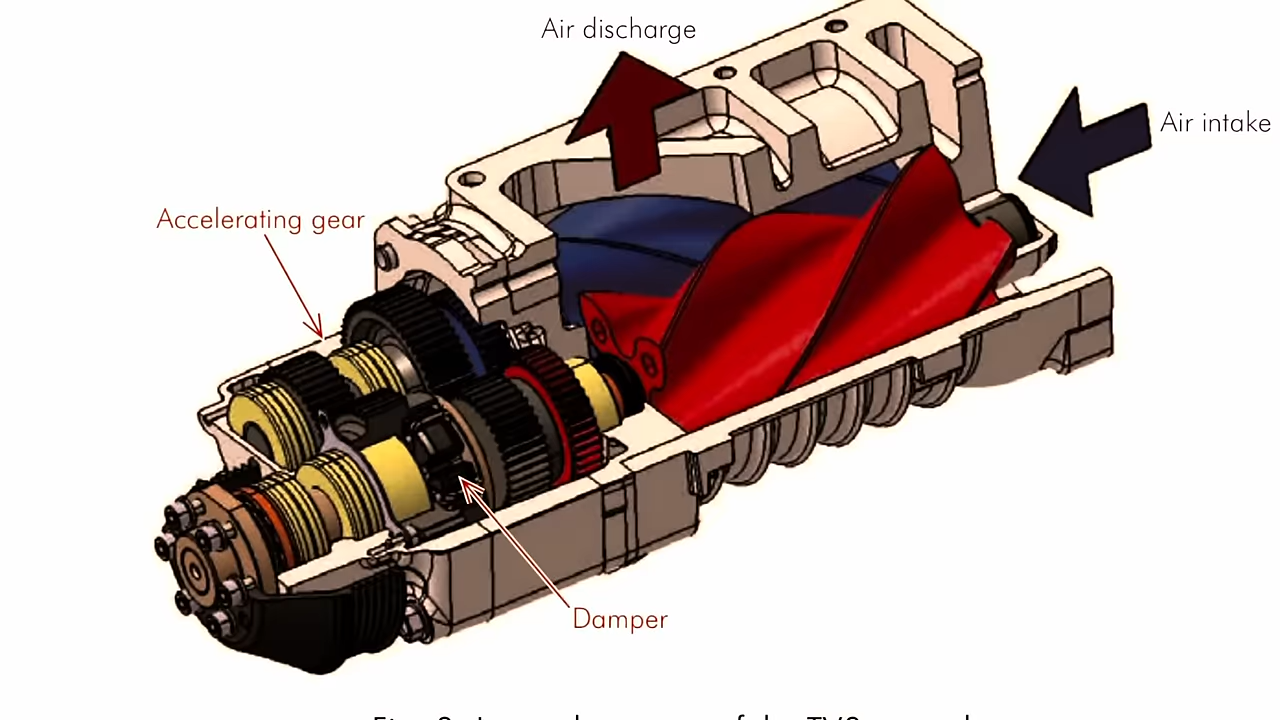 Air discharge
Air intake
Accelerating gear
Damper